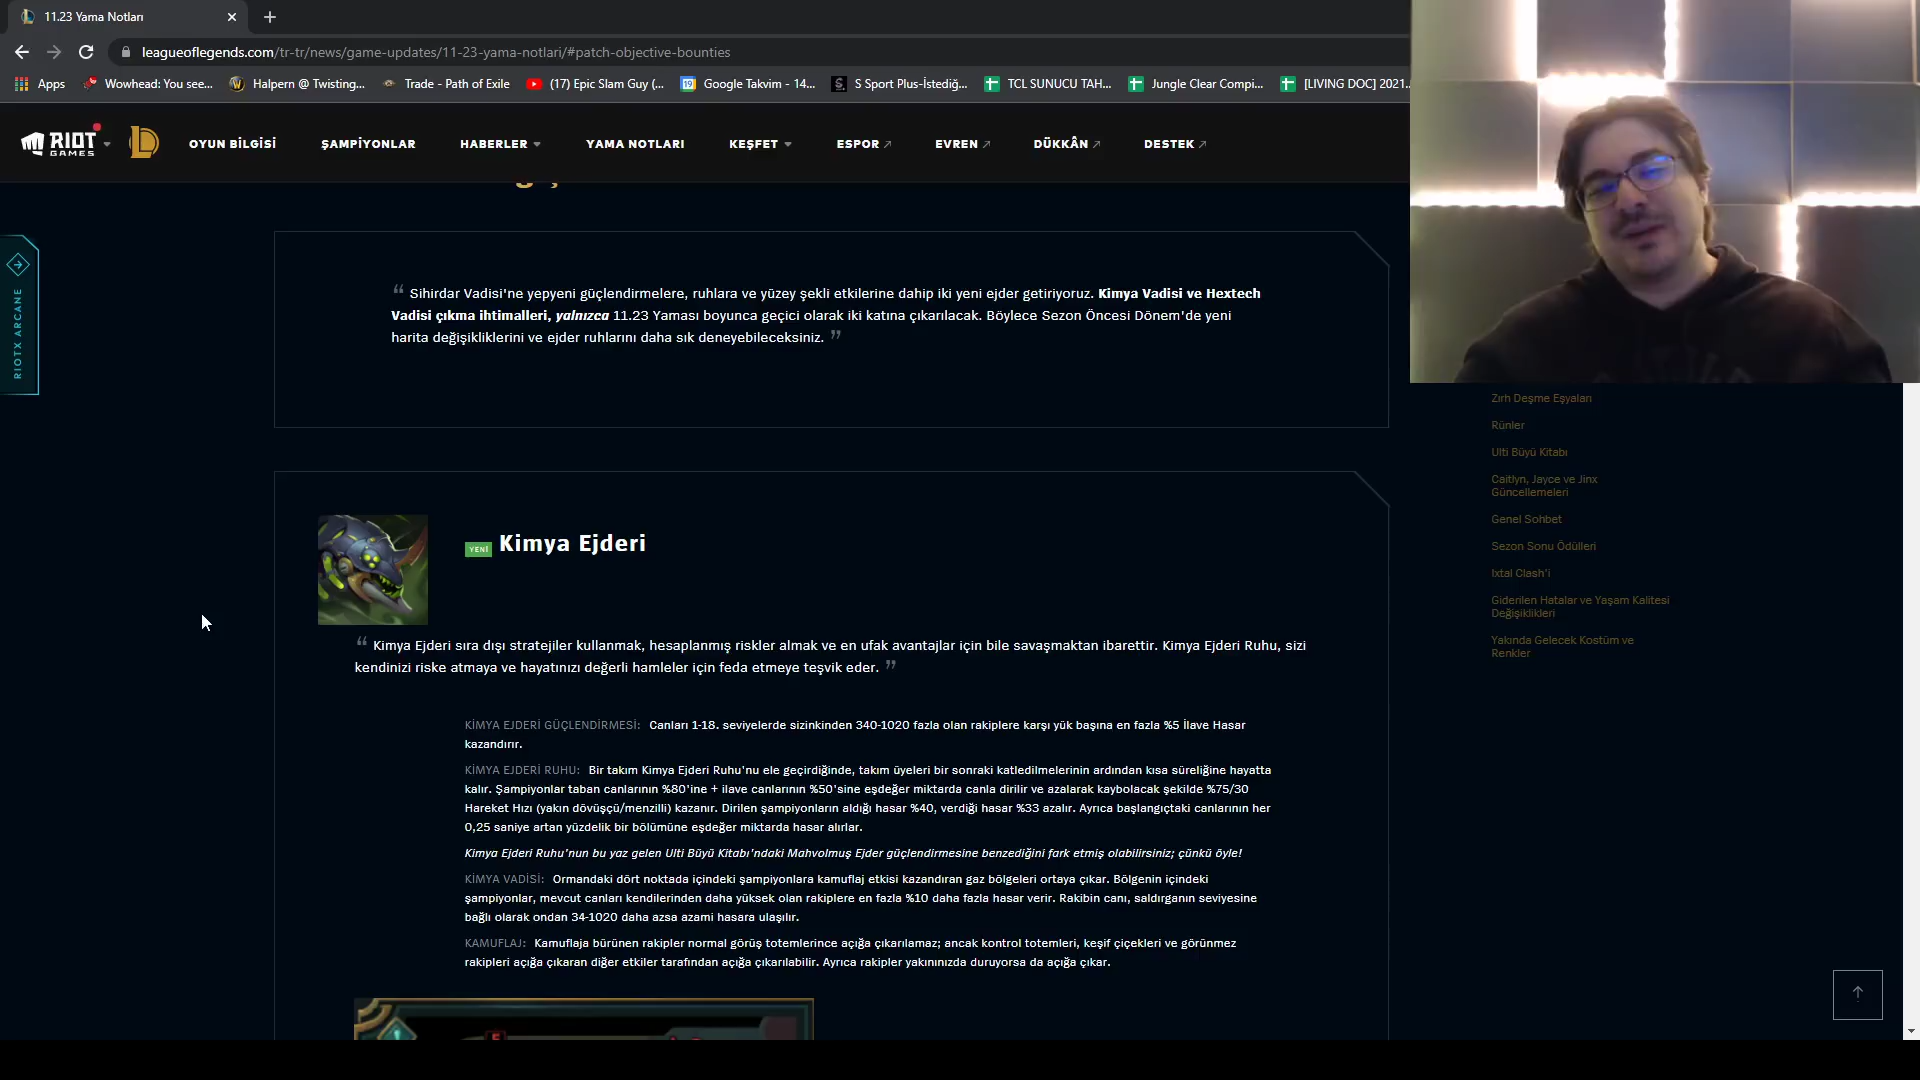 11.23 Yama Notları
leagueoflegends.com/tr-tr/news/game-updates/11-23-yama-notlari/#patch-objective-bounties
Apps
Wowhead: You see...
Halpern @ Twisting...
Trade - Path of Exile
(17) Epic Slam Guy (...
Google Takvim - 14...
S Sport Plus-İstediğ...
TCL SUNUCU TAH...
Jungle Clear Compi...
[LIVING DOC] 2021...
RIOT GAMES
OYUN BİLGİSİ
ŞAMPİYONLAR
HABERLER
YAMA NOTLARI
KEŞFET
ESPOR
EVREN
DÜKKÂN
DESTEK
RIOTX ARCANE
“ Sihirdar Vadisi'ne yepyeni güçlendirmelere, ruhlara ve yüzey şekli etkilerine dahip iki yeni ejder getiriyoruz. Kimya Vadisi ve Hextech
Vadisi çıkma ihtimalleri, yalnızca 11.23 Yaması boyunca geçici olarak iki katına çıkarılacak. Böylece Sezon Öncesi Dönem'de yeni
harita değişikliklerini ve ejder ruhlarını daha sık deneyebileceksiniz. ”
YENİ Kimya Ejderi
“ Kimya Ejderi sıra dışı stratejiler kullanmak, hesaplanmış riskler almak ve en ufak avantajlar için bile savaşmaktan ibarettir. Kimya Ejderi Ruhu, sizi
kendinizi riske atmaya ve hayatınızı değerli hamleler için feda etmeye teşvik eder. ”
KİMYA EJDERİ GÜÇLENDİRMESİ: Canları 1-18. seviyelerde sizinkinden 340-1020 fazla olan rakiplere karşı yük başına en fazla %5 İlave Hasar
kazandırır.
KİMYA EJDERİ RUHU: Bir takım Kimya Ejderi Ruhu'nu ele geçirdiğinde, takım üyeleri bir sonraki katledilmelerinin ardından kısa süreliğine hayatta
kalır. Şampiyonlar taban canlarının %80'ine + ilave canlarının %50'sine eşdeğer miktarda canla dirilir ve azalarak kaybolacak şekilde %75/30
Hareket Hızı (yakın dövüşçü/menzilli) kazanır. Dirilen şampiyonların aldığı hasar %40, verdiği hasar %33 azalır. Ayrıca başlangıçtaki canlarının her
0,25 saniye artan yüzdelik bir bölümüne eşdeğer miktarda hasar alırlar.
Kimya Ejderi Ruhu'nun bu yaz gelen Ulti Büyü Kitabı'ndaki Mahvolmuş Ejder güçlendirmesine benzediğini fark etmiş olabilirsiniz; çünkü öyle!
KİMYA VADİSİ: Ormandaki dört noktada içindeki şampiyonlara kamuflaj etkisi kazandıran gaz bölgeleri ortaya çıkar. Bölgenin içindeki
şampiyonlar, mevcut canları kendilerinden daha yüksek olan rakiplere en fazla %10 daha fazla hasar verir. Rakibin canı, saldırganın seviyesine
bağlı olarak ondan 34-1020 daha azsa azami hasara ulaşılır.
KAMUFLAJ: Kamuflaja bürünen rakipler normal görüş totemlerince açığa çıkarılamaz; ancak kontrol totemleri, keşif çiçekleri ve görünmez
rakipleri açığa çıkaran diğer etkiler tarafından açığa çıkarılabilir. Ayrıca rakipler yakınınızda duruyorsa da açığa çıkar.
Zırh Deşme Eşyaları
Rünler
Ulti Büyü Kitabı
Caitlyn, Jayce ve Jinx
Güncellemeleri
Genel Sohbet
Sezon Sonu Ödülleri
Ixtal Clash'i
Giderilen Hatalar ve Yaşam Kalitesi
Değişiklikleri
Yakında Gelecek Kostüm ve
Renkler